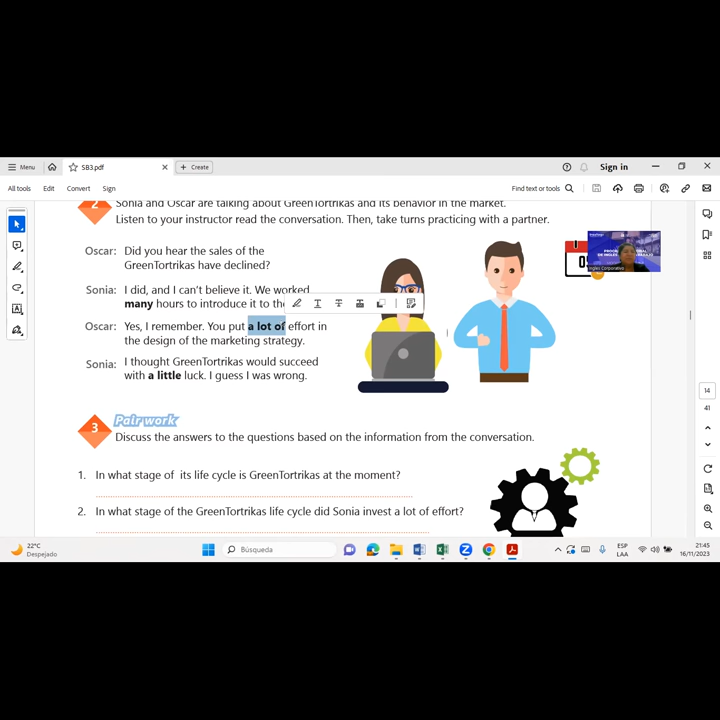 Menu
SB3.pdf
Create
Sign in
All tools
Edit
Convert
Sign
Find text or tools
2
Sonia and Oscar are talking about GreenTortrikas and its behavior in the market.
Listen to your instructor read the conversation. Then, take turns practicing with a partner.
Oscar: Did you hear the sales of the
GreenTortrikas have declined?
Sonia: I did, and I can't believe it. We worked
many hours to introduce it to the
Oscar: Yes, I remember. You put a lot of effort in
the design of the marketing strategy.
Sonia: I thought GreenTortrikas would succeed
with a little luck. I guess I was wrong.
Ingles Corporativo
3
Pair work
Discuss the answers to the questions based on the information from the conversation.
1. In what stage of its life cycle is GreenTortrikas at the moment?
2. In what stage of the GreenTortrikas life cycle did Sonia invest a lot of effort?
14
41
22°C
Despejado
Búsqueda
ESP
LAA
21:45
16/11/2023